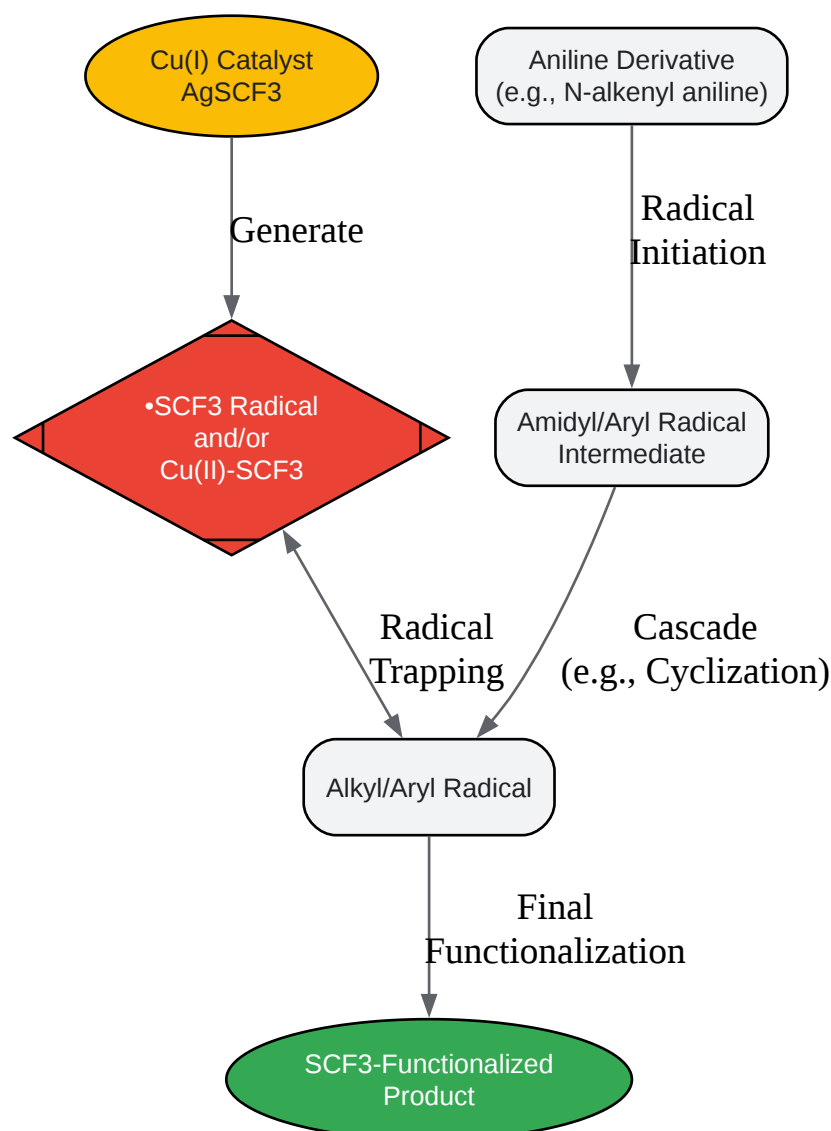 Cu(I) Catalyst
AgSCF3
Aniline Derivative
(e.g., N-alkenyl aniline)
Generate
Radical
Initiation
•SCF3 Radical
and/or
Cu(II)-SCF3
Amidyl/Aryl Radical
Intermediate
Radical
Trapping
Cascade
(e.g., Cyclization)
Alkyl/Aryl Radical
Final
Functionalization
SCF3-Functionalized
Product